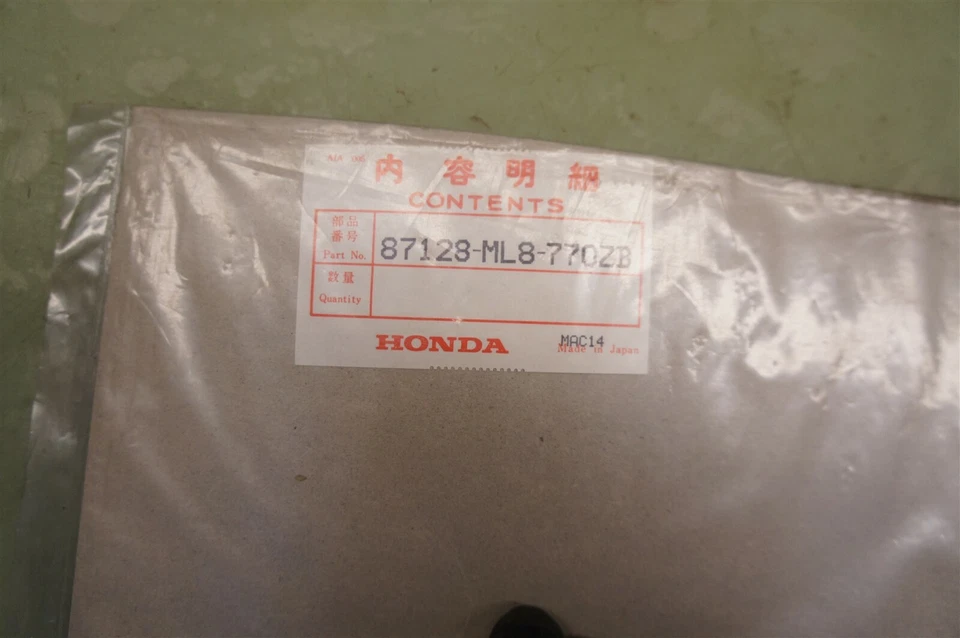 内容明細
CONTENTS
部品
番号
Part No.
87128-ML8-770ZB
数量
Quantity
HONDA
MAC14
Made in Japan